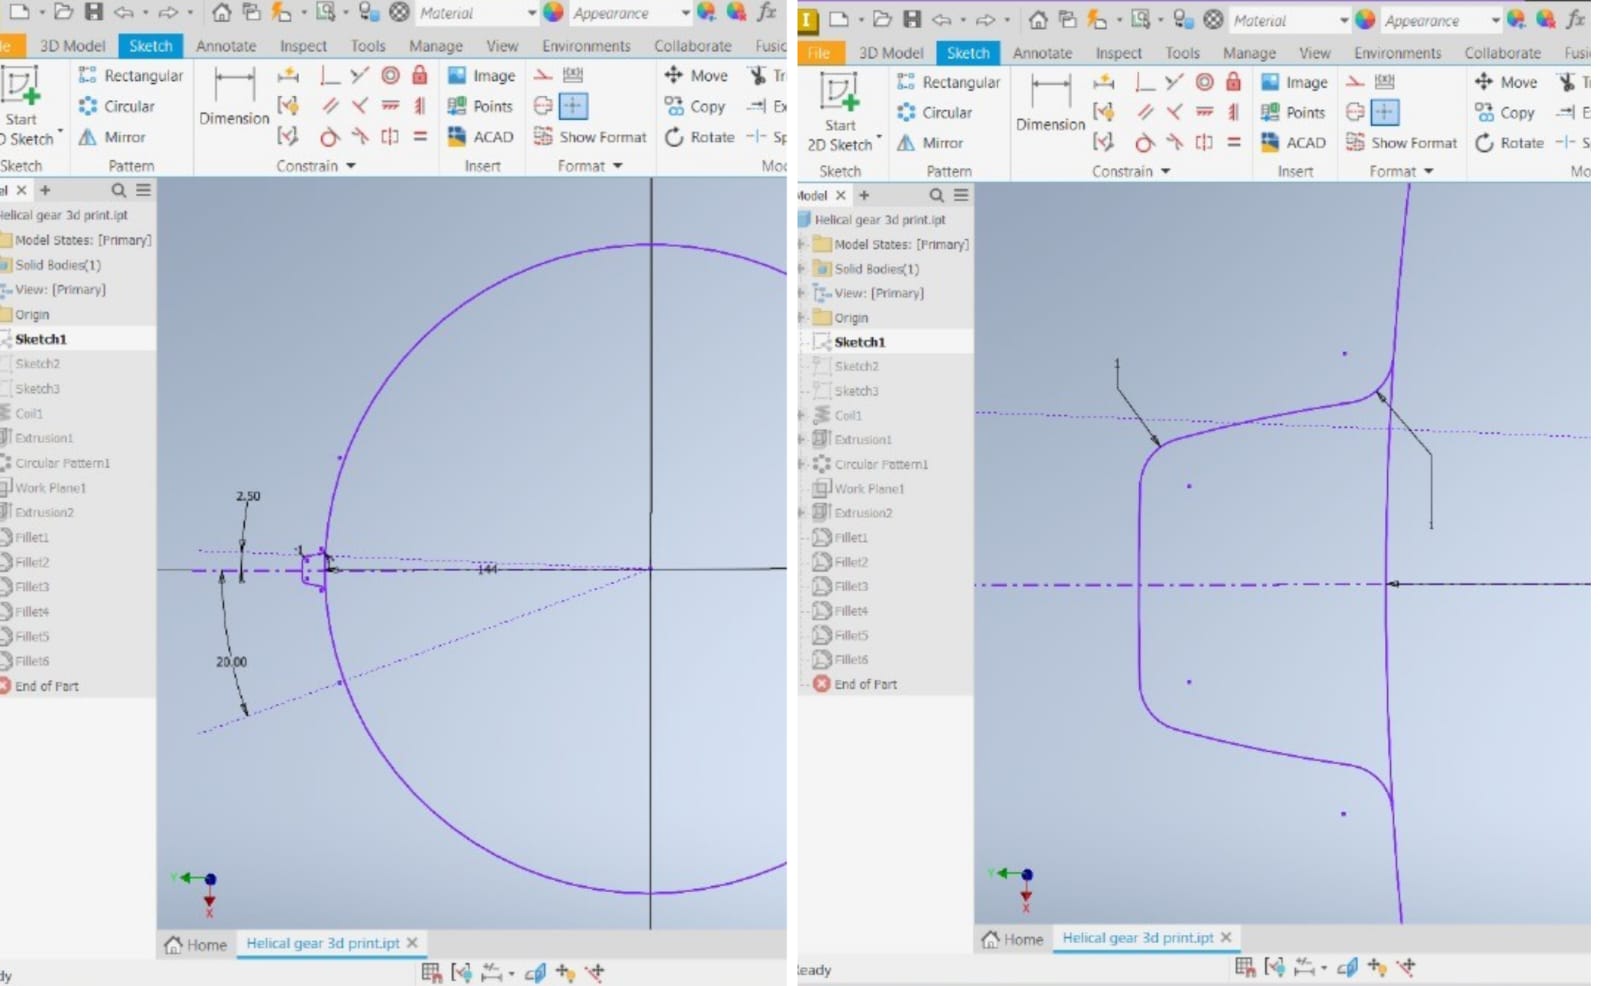 Material
Appearance
fx
le
3D Model
Sketch
Annotate
Inspect
Tools
Manage
View
Environments
Collaborate
Fusic
Start
D Sketch
Rectangular
Circular
Mirror
Dimension
Image
Points
ACAD
Show Format
Move
Copy
Rotate
Tri
Ex
Sp
Sketch
Pattern
Constrain
Insert
Format
Moc
el
Helical gear 3d print.ipt
Model States: [Primary]
Solid Bodies(1)
View: [Primary]
Origin
Sketch1
Sketch2
Sketch3
Coil1
Extrusion1
Circular Pattern1
Work Plane1
Extrusion2
Fillet1
Fillet2
Fillet3
Fillet4
Fillet5
Fillet6
End of Part
2.50
1
144
20.00
Y
X
Home
Helical gear 3d print.ipt
dy
I
Material
Appearance
fx
File
3D Model
Sketch
Annotate
Inspect
Tools
Manage
View
Environments
Collaborate
Fusi
Start
2D Sketch
Rectangular
Circular
Mirror
Dimension
Image
Points
ACAD
Show Format
Move
Copy
Rotate
Sketch
Pattern
Constrain
Insert
Format
Mo
Model
Helical gear 3d print.ipt
Model States: [Primary]
Solid Bodies(1)
View: [Primary]
Origin
Sketch1
Sketch2
Sketch3
Coil1
Extrusion1
Circular Pattern1
Work Plane1
Extrusion2
Fillet1
Fillet2
Fillet3
Fillet4
Fillet5
Fillet6
End of Part
1
1
Y
X
Home
Helical gear 3d print.ipt
eady